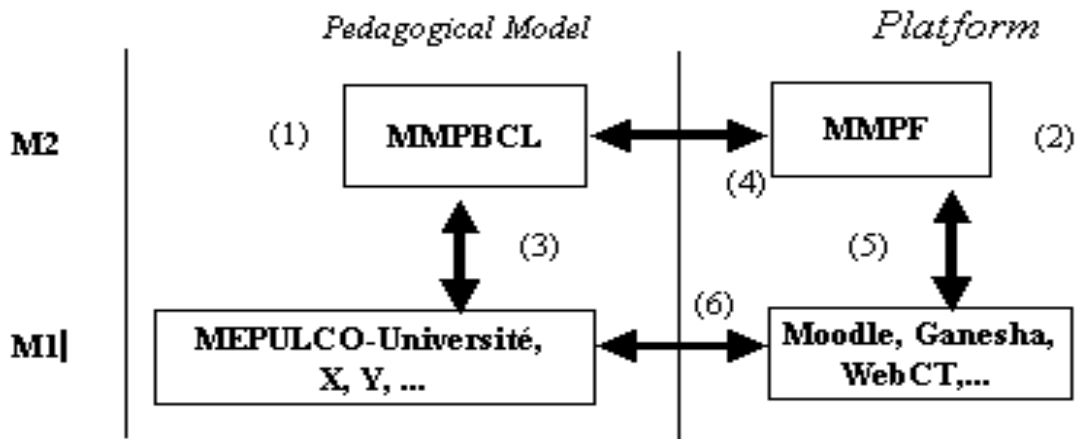 Pedagogical Model
Platform
M2
(1)
MMPBCL
MMPF
(2)
(4)
(3)
(5)
(6)
M1|
MEPULCO-Université,
X, Y, ...
Moodle, Ganesha,
WebCT,...